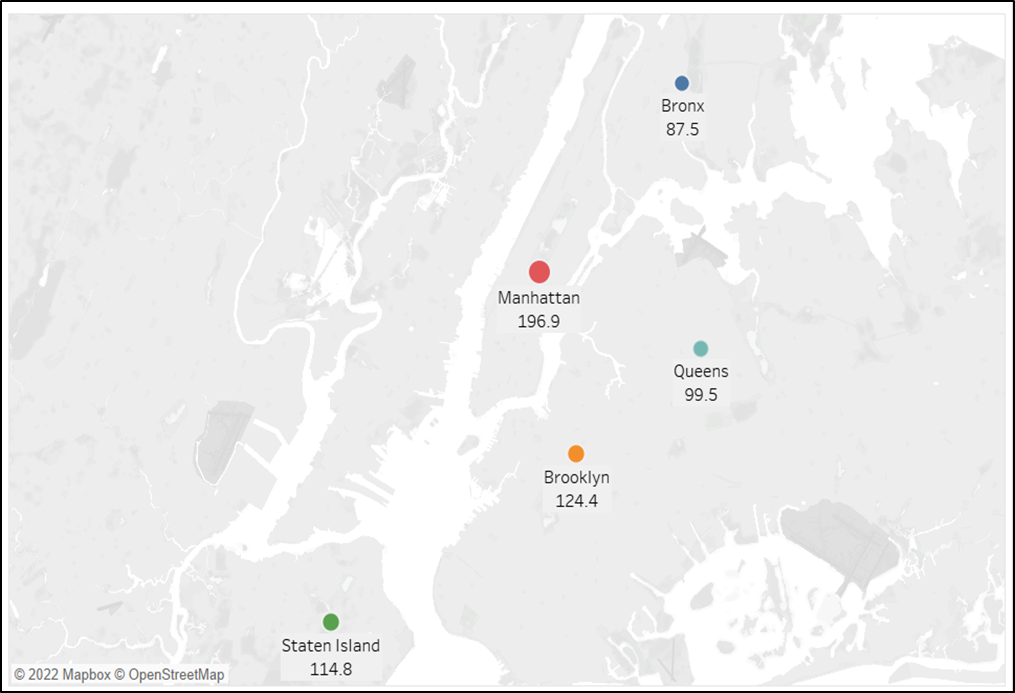 Bronx
87.5
Manhattan
196.9
Queens
99.5
Brooklyn
124.4
Staten Island
114.8
© 2022 Mapbox © OpenStreetMap